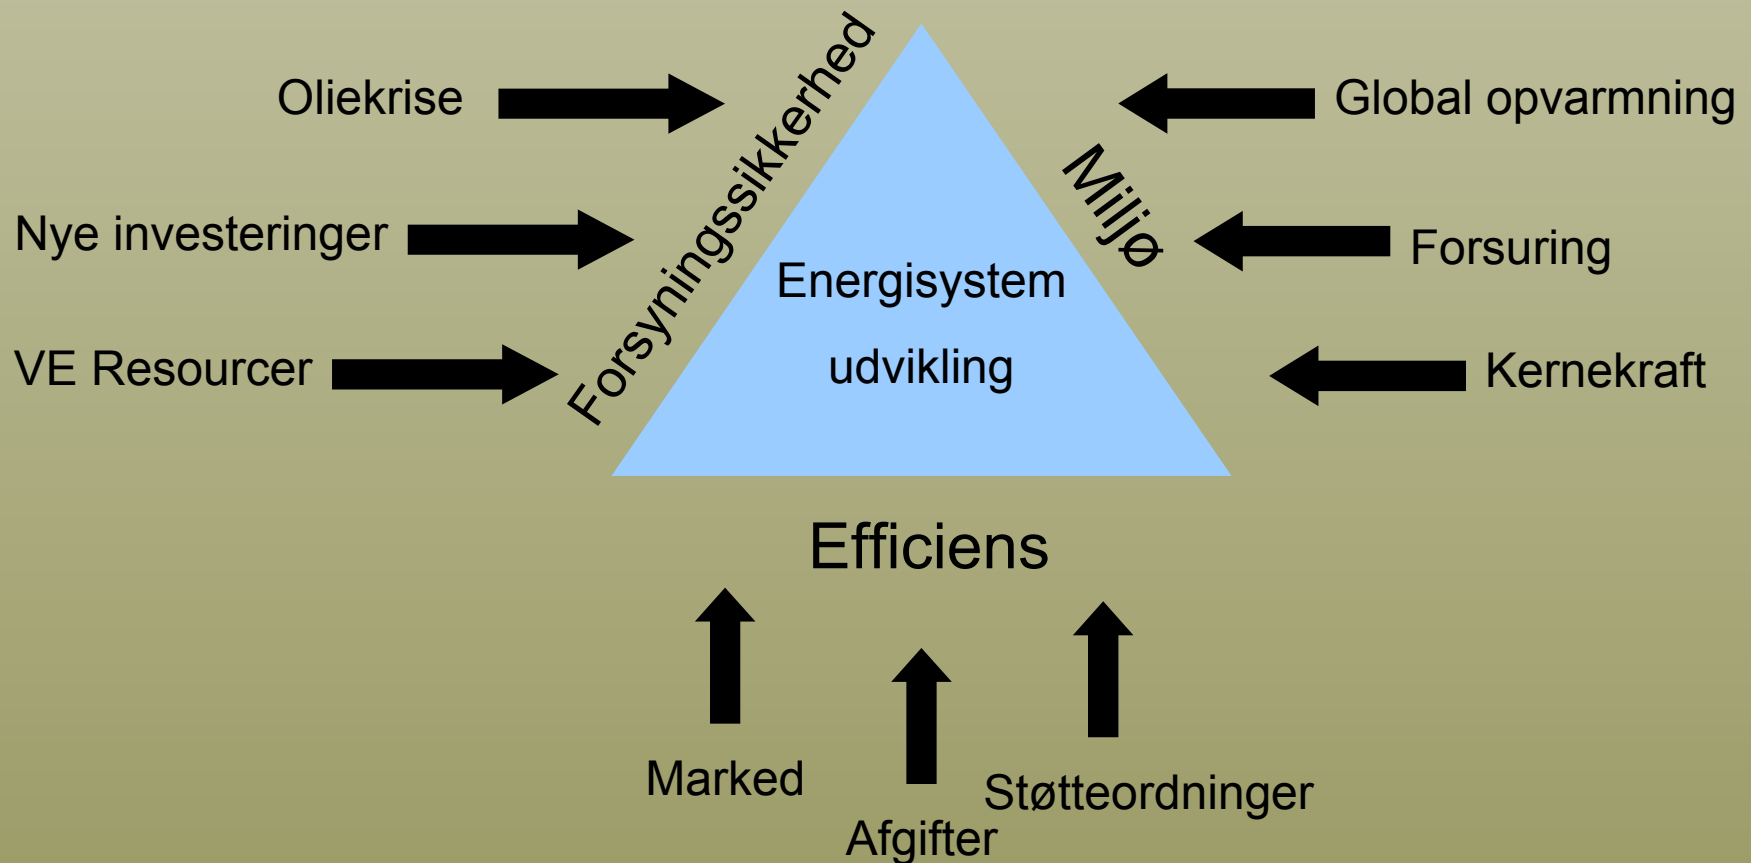 Oliekrise
Nye investeringer
VE Resourcer
Forsyningssikkerhed
Energisystem
udvikling
Miljø
Global opvarmning
Forsuring
Kernekraft
Efficiens
Marked
Afgifter
Støtteordninger